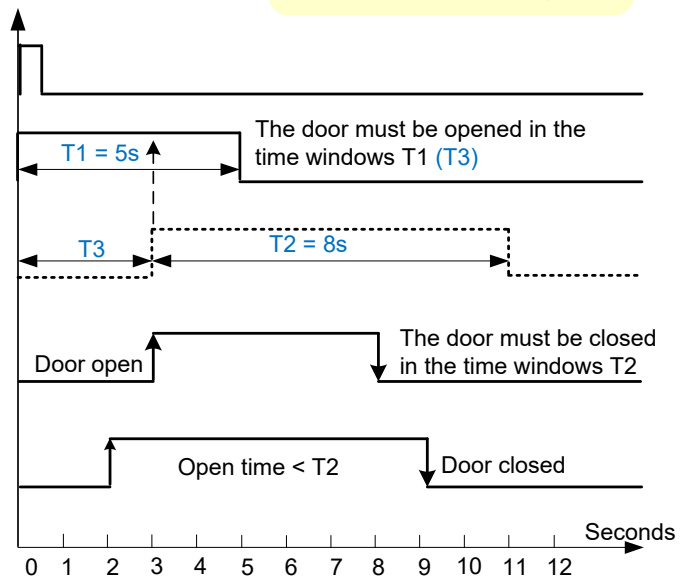 The door must be opened in the
time windows T1 (T3)
T1 = 5s
T3
T2 = 8s
The door must be closed
in the time windows T2
Door open
Open time < T2
Door closed
Seconds
0 1 2 3 4 5 6 7 8 9 10 11 12